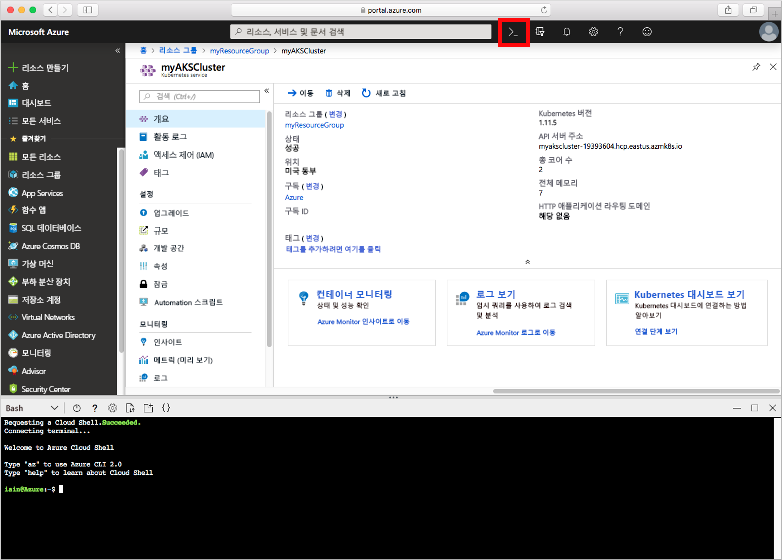 portal.azure.com
Microsoft Azure
리소스, 서비스 및 문서 검색
>_
?
«
리소스 만들기
홈
대시보드
모든 서비스
즐겨찾기
모든 리소스
리소스 그룹
App Services
함수 앱
SQL 데이터베이스
Azure Cosmos DB
가상 머신
부하 분산 장치
저장소 계정
Virtual Networks
Azure Active Directory
모니터링
Advisor
Security Center
홈 > 리소스 그룹 > myResourceGroup > myAKSCluster
myAKSCluster
Kubernetes service
검색 (Ctrl+/)
«
개요
활동 로그
액세스 제어 (IAM)
태그
설정
업그레이드
규모
개발 공간
속성
잠금
Automation 스크립트
모니터링
인사이트
메트릭 (미리 보기)
로그
이동 삭제 새로 고침
리소스 그룹 (변경)
myResourceGroup
상태
성공
위치
미국 동부
구독 (변경)
Azure
구독 ID
태그 (변경)
태그를 추가하려면 여기를 클릭
Kubernetes 버전
1.11.5
API 서버 주소
myakscluster-19393604.hcp.eastus.azmk8s.io
총 코어 수
2
전체 메모리
7
HTTP 애플리케이션 라우팅 도메인
해당 없음
컨테이너 모니터링
상태 및 성능 확인
Azure Monitor 인사이트로 이동
로그 보기
임시 쿼리를 사용하여 로그 검색
및 분석
Azure Monitor 로그로 이동
Kubernetes 대시보드 보기
Kubernetes 대시보드에 연결하는 방법
알아보기
연결 단계 보기
Bash ? {}
Requesting a Cloud Shell.Succeeded.
Connecting terminal...
Welcome to Azure Cloud Shell
Type "az" to use Azure CLI 2.0
Type "help" to learn about Cloud Shell
iain@Azure:~$